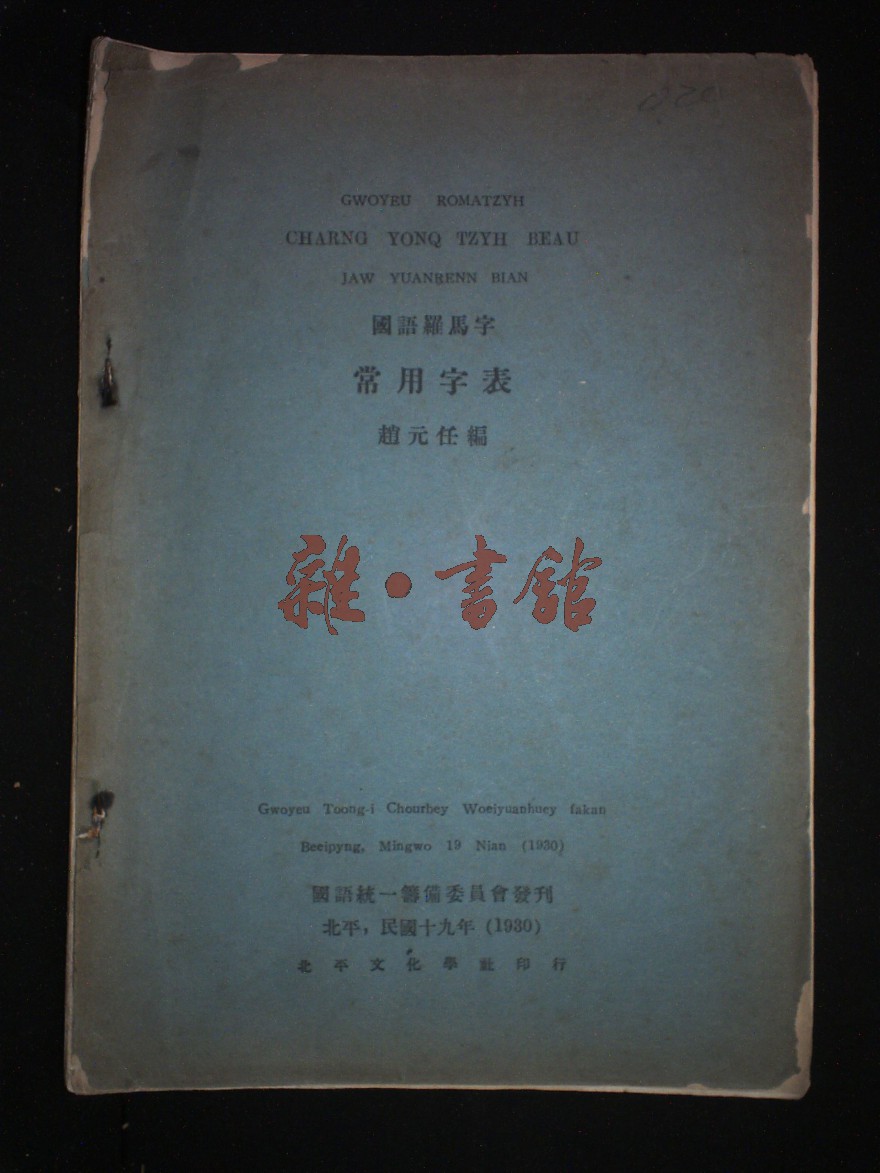 GWOYEU ROMATZYH
CHARNG YONQ TZYH BEAU
JAW YUANRENN BIAN
國語羅馬字
常用字表
趙元任編
雜·書館
Gwoyeu Toong-i Chourbey Woeiyuanhuey fakan
Beeipyng, Mingwo 19 Nian (1930)
國語統一籌備委員會發刊
北平，民國十九年 (1930)
北平文化學社印行